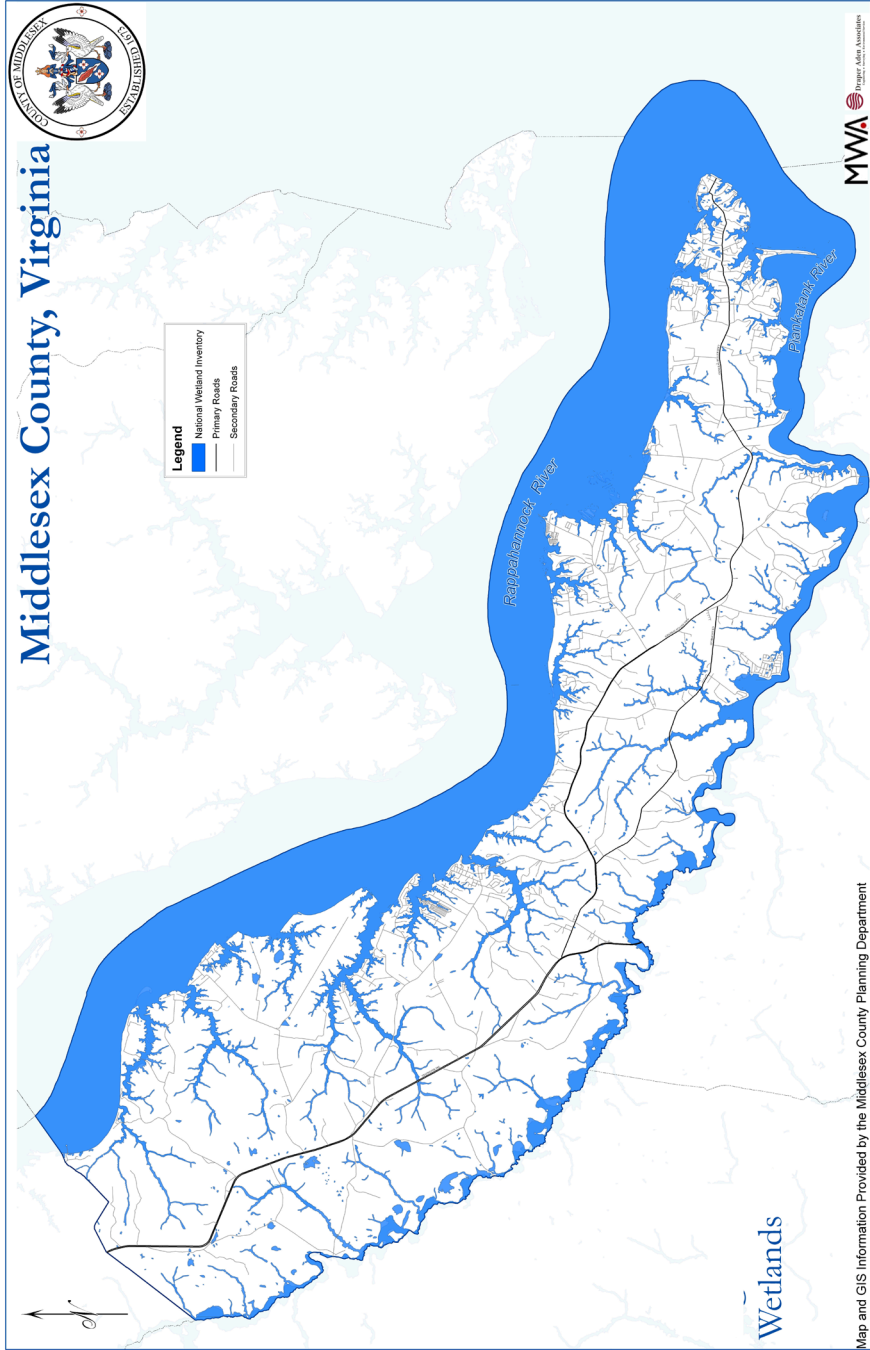 Middlesex County, Virginia
COUNTY OF MIDDLESEX
ESTABLISHED 1673
Legend
National Wetland Inventory
Primary Roads
Secondary Roads
Rappahannock River
Piankatank River
N
Wetlands
Map and GIS Information Provided by the Middlesex County Planning Department
MWA
Draper Aden Associates